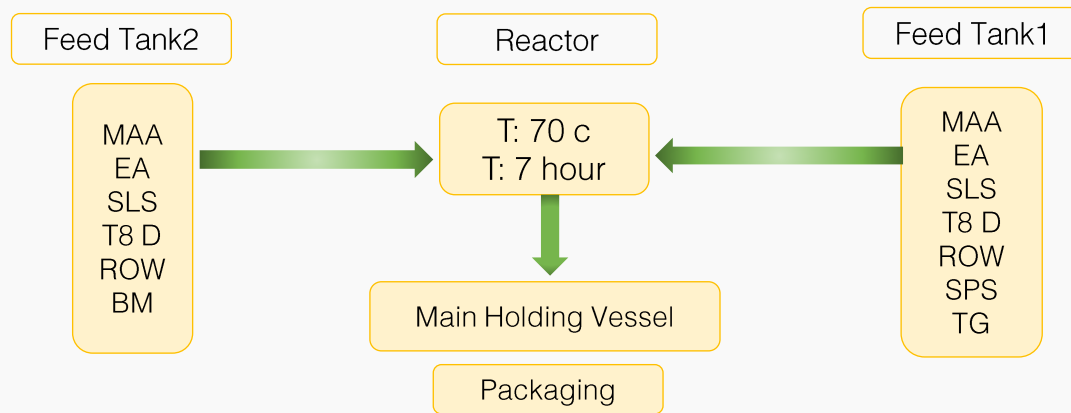 Feed Tank2
Reactor
Feed Tank1
MAA
EA
SLS
T8 D
ROW
BM
T: 70 c
T: 7 hour
MAA
EA
SLS
T8 D
ROW
SPS
TG
Main Holding Vessel
Packaging